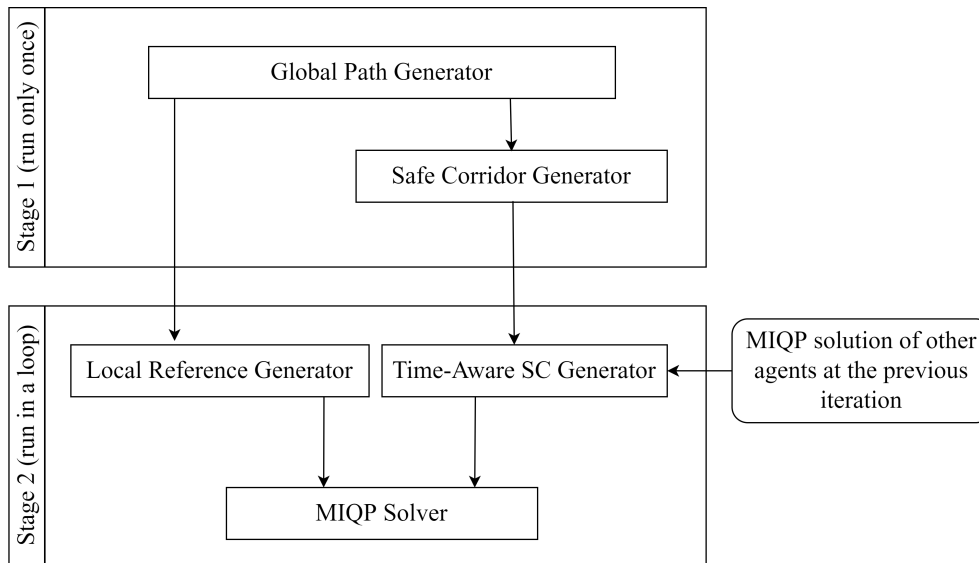 Stage 1 (run only once)
Global Path Generator
Safe Corridor Generator
Stage 2 (run in a loop)
Local Reference Generator
Time-Aware SC Generator
MIQP solution of other
agents at the previous
iteration
MIQP Solver